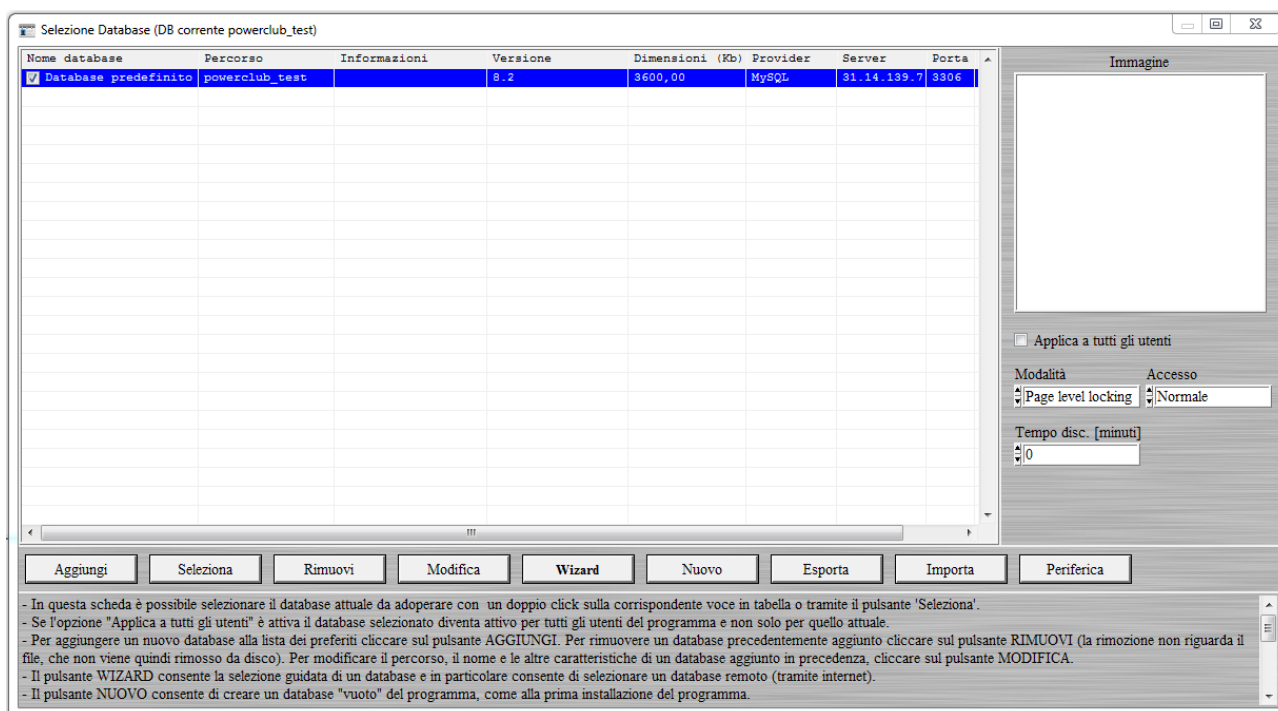 Selezione Database (DB corrente powerclub_test)
Nome database Percorso Informazioni Versione Dimensioni (Kb) Provider Server Porta
Database predefinito powerclub_test 8.2 3600,00 MySQL 31.14.139.7 3306
Immagine
Applica a tutti gli utenti
Modalità Accesso
Page level locking Normale
Tempo disc. [minuti]
0
Aggiungi Seleziona Rimuovi Modifica Wizard Nuovo Esporta Importa Periferica
- In questa scheda è possibile selezionare il database attuale da adoperare con un doppio click sulla corrispondente voce in tabella o tramite il pulsante 'Seleziona'.
- Se l'opzione "Applica a tutti gli utenti" è attiva il database selezionato diventa attivo per tutti gli utenti del programma e non solo per quello attuale.
- Per aggiungere un nuovo database alla lista dei preferiti cliccare sul pulsante AGGIUNGI. Per rimuovere un database precedentemente aggiunto cliccare sul pulsante RIMUOVI (la rimozione non riguarda il
file, che non viene quindi rimosso da disco). Per modificare il percorso, il nome e le altre caratteristiche di un database aggiunto in precedenza, cliccare sul pulsante MODIFICA.
- Il pulsante WIZARD consente la selezione guidata di un database e in particolare consente di selezionare un database remoto (tramite internet).
- Il pulsante NUOVO consente di creare un database "vuoto" del programma, come alla prima installazione del programma.